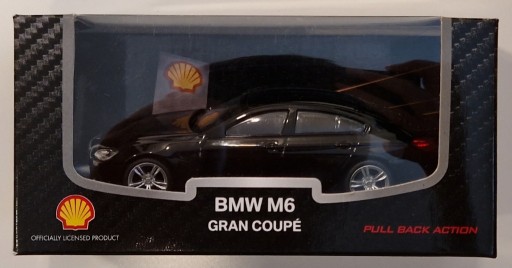 BMW M6
GRAN COUPÉ
OFFICIALLY LICENSED PRODUCT
PULL BACK ACTION